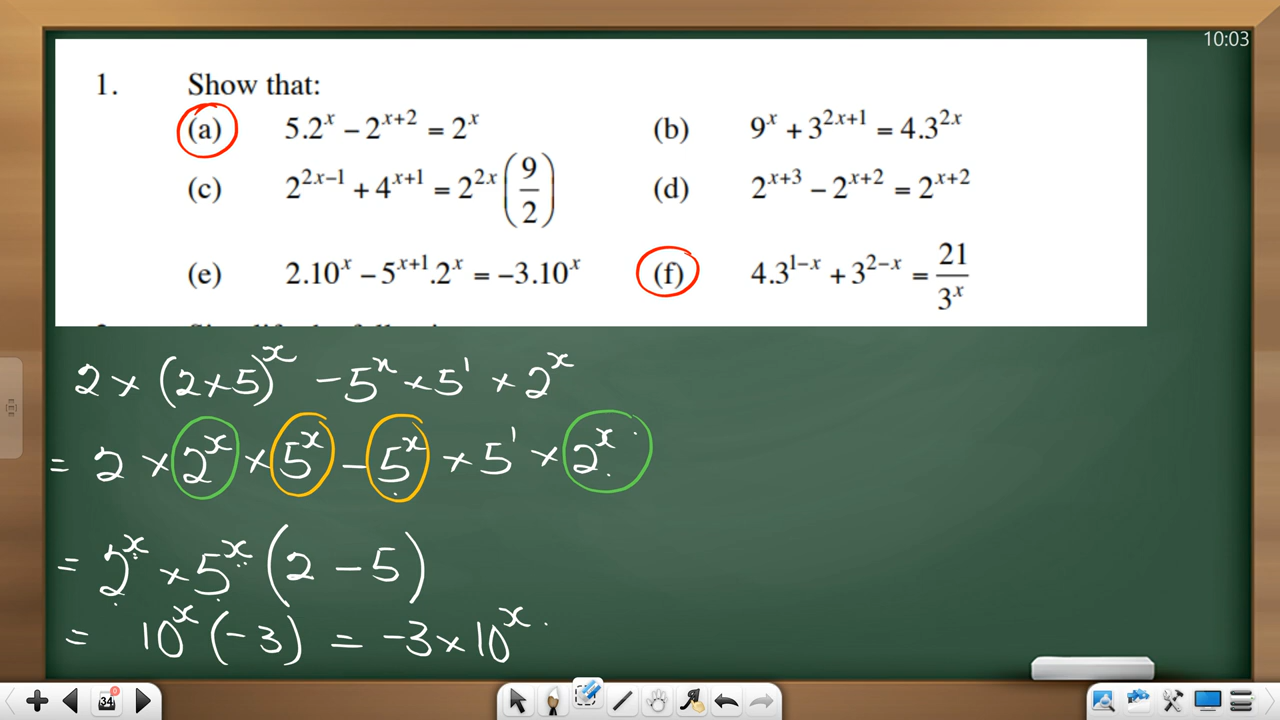 10:03
1. Show that:
(a) 5.2^x − 2^{x+2} = 2^x (b) 9^x + 3^{2x+1} = 4.3^{2x}
(c) 2^{2x−1} + 4^{x+1} = 2^{2x} (9/2) (d) 2^{x+3} − 2^{x+2} = 2^{x+2}
(e) 2.10^x − 5^{x+1}.2^x = −3.10^x (f) 4.3^{1−x} + 3^{2−x} = 21/3^x
2 × (2×5)^x − 5^x × 5^1 × 2^x
= 2 × 2^x × 5^x − 5^x × 5^1 × 2^x
= 2^x × 5^x (2 − 5)
= 10^x (−3) = −3 × 10^x
34 0